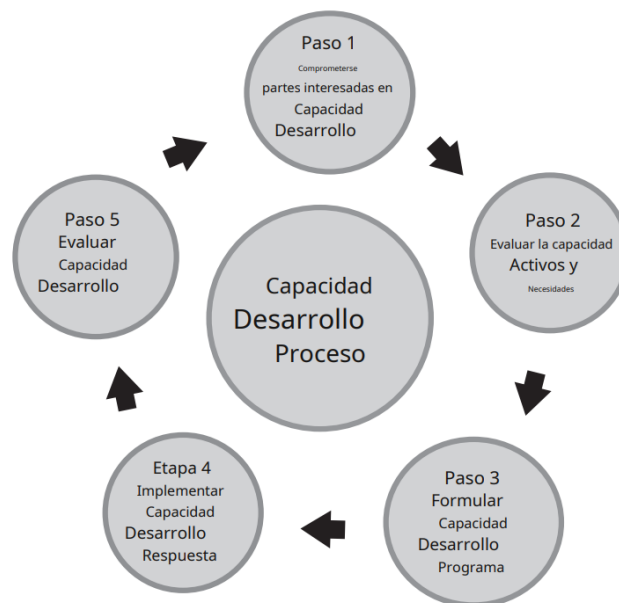 Paso 1
Comprometerse
partes interesadas en
Capacidad
Desarrollo
Paso 2
Evaluar la capacidad
Activos y
Necesidades
Paso 3
Formular
Capacidad
Desarrollo
Programa
Etapa 4
Implementar
Capacidad
Desarrollo
Respuesta
Paso 5
Evaluar
Capacidad
Desarrollo
Capacidad
Desarrollo
Proceso